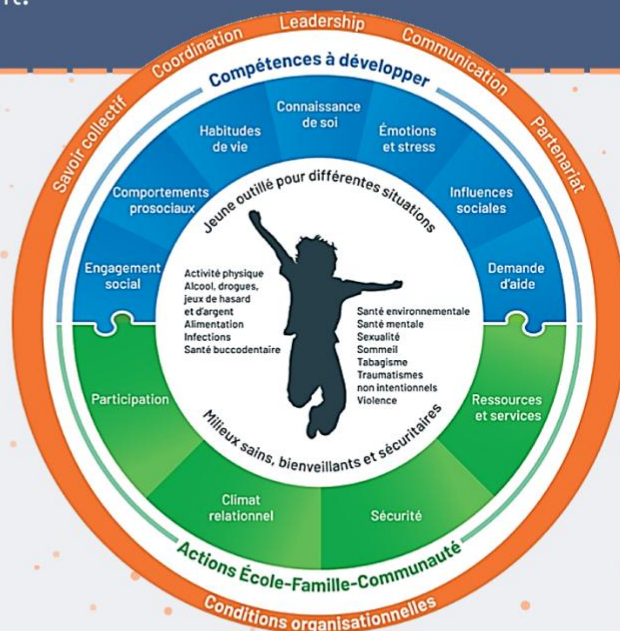 Savoir collectif
Coordination
Leadership
Communication
Partenariat
Compétences à développer
Engagement
social
Comportements
prosociaux
Habitudes
de vie
Connaissance
de soi
Émotions
et stress
Influences
sociales
Demande
d'aide
Jeune outillé pour différentes situations
Activité physique
Alcool, drogues,
jeux de hasard
et d'argent
Alimentation
Infections
Santé buccodentaire
Santé environnementale
Santé mentale
Sexualité
Sommeil
Tabagisme
Traumatismes
non intentionnels
Violence
Milieux sains, bienveillants et sécuritaires
Participation
Climat
relationnel
Sécurité
Ressources
et services
Actions École-Famille-Communauté
Conditions organisationnelles